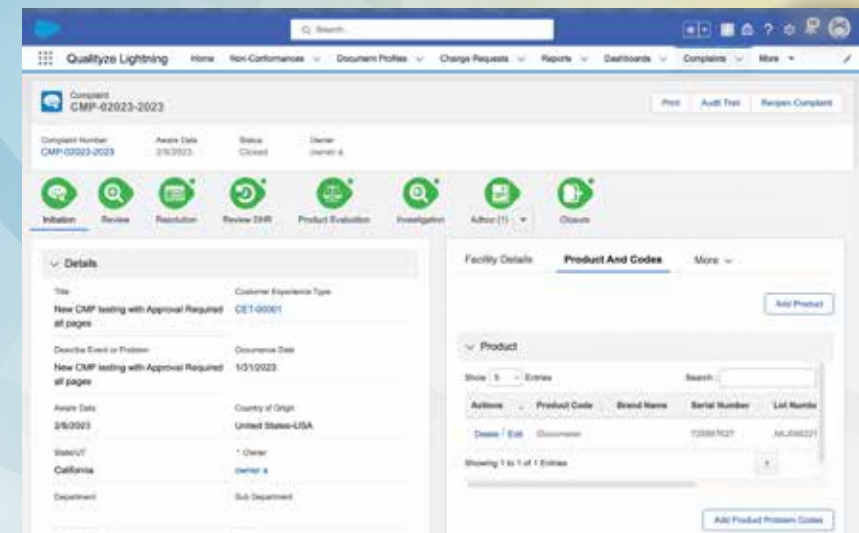 Search...
Qualityze Lightning Home Non-Conformances Document Profiles Change Requests Reports Dashboards Complaints More
Complaint
CMP-02023-2023
Print Audit Trail Reopen Complaint
Complaint Number Aware Date Status Owner
CMP-02023-2023 2/6/2023 Closed owner a
Initiation Review Resolution Review DHR Product Evaluation Investigation Adhoc (1) Closure
Details
Title Customer Experience Type
New CMP testing with Approval Required all pages CET-00001
Describe Event or Problem Occurrence Date
New CMP testing with Approval Required all pages 1/31/2023
Aware Date Country of Origin
2/6/2023 United States-USA
State/UT * Owner
California owner a
Department Sub Department
Facility Details Product And Codes More
Add Product
Product
Show 5 Entries Search:
Actions Product Code Brand Name Serial Number Lot Numbe
Delete / Edit Glucometer
Showing 1 to 1 of 1 Entries 1
Add Product Problem Codes